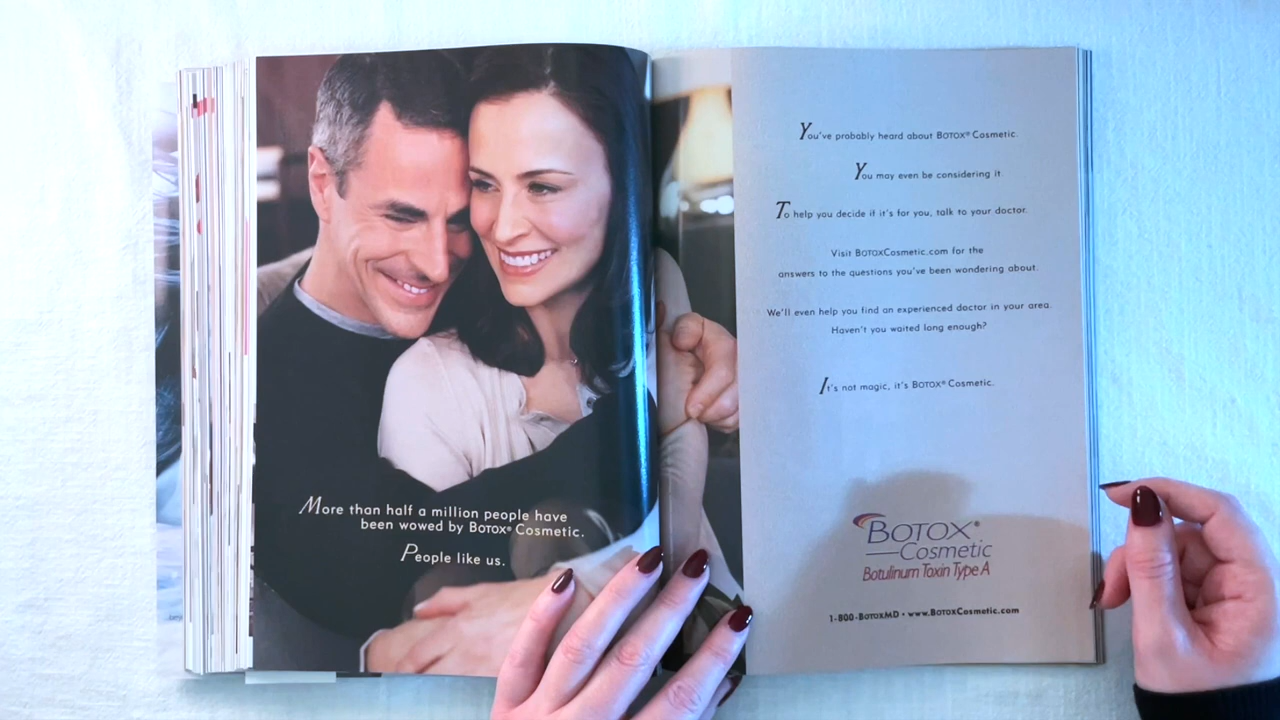 More than half a million people have
been wowed by BOTOX® Cosmetic.
People like us.
You've probably heard about BOTOX® Cosmetic.
You may even be considering it
To help you decide if it's for you, talk to your doctor.
Visit BOTOXCosmetic.com for the
answers to the questions you've been wondering about.
We'll even help you find an experienced doctor in your area.
Haven't you waited long enough?
It's not magic, it's BOTOX® Cosmetic.
BOTOX®
Cosmetic
Botulinum Toxin Type A
1-800-BOTOXMD • www.BOTOXCosmetic.com